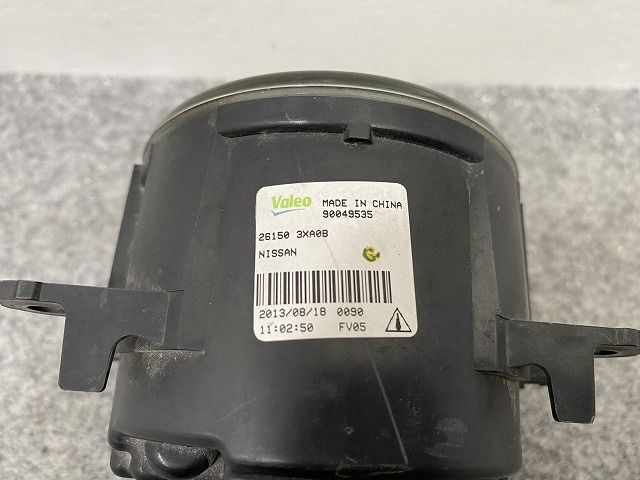 Valeo MADE IN CHINA
90049535
26150 3XA0B
NISSAN
2013/08/18 0090
11:02:50 FV05